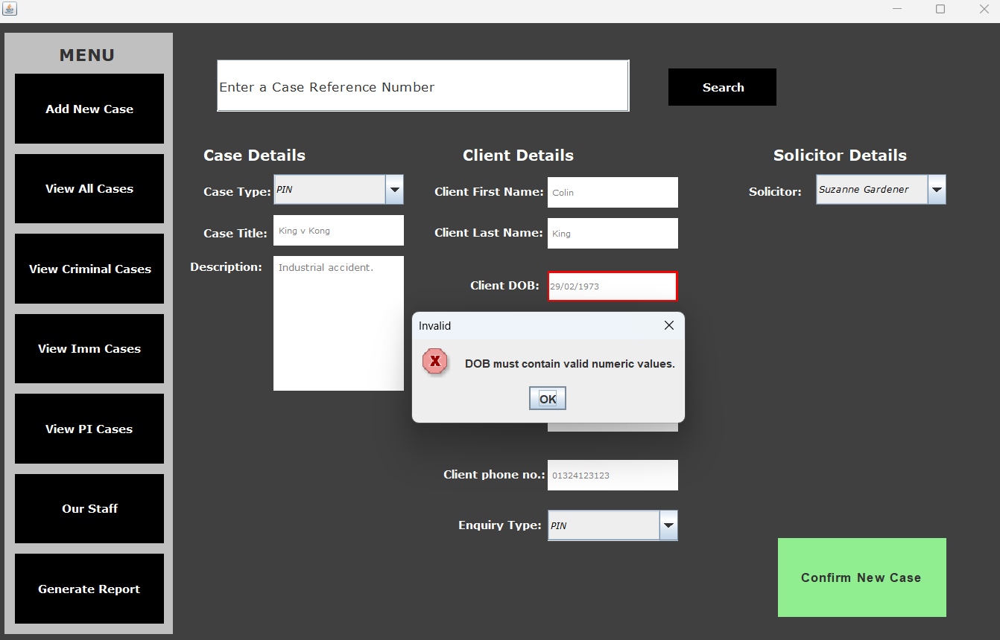 MENU
Add New Case
View All Cases
View Criminal Cases
View Imm Cases
View PI Cases
Our Staff
Generate Report
Enter a Case Reference Number
Search
Case Details
Case Type: PIN
Case Title: King v Kong
Description: Industrial accident.
Client Details
Client First Name: Colin
Client Last Name: King
Client DOB: 29/02/1973
Invalid
X
DOB must contain valid numeric values.
OK
Client phone no.: 01324123123
Enquiry Type: PIN
Solicitor Details
Solicitor: Suzanne Gardener
Confirm New Case